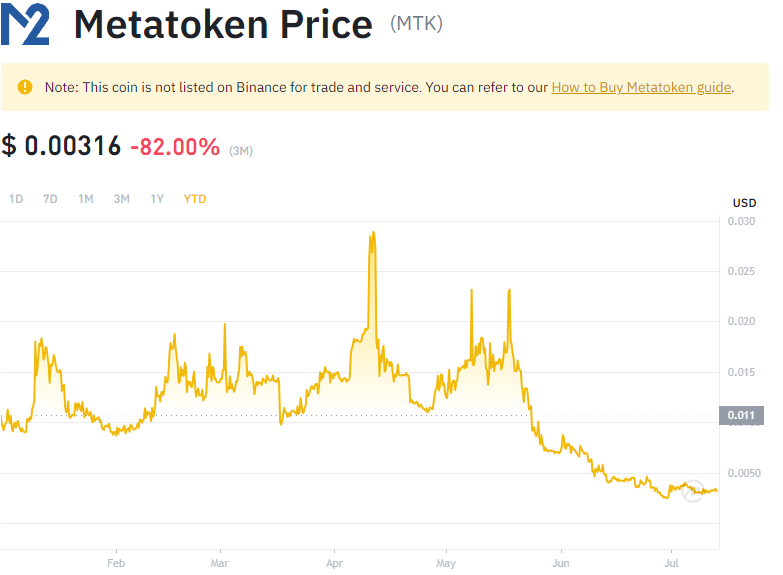 M2 Metatoken Price (MTK)
Note: This coin is not listed on Binance for trade and service. You can refer to our How to Buy Metatoken guide.
$ 0.00316 -82.00% (3M)
1D 7D 1M 3M 1Y YTD
USD
0.030
0.025
0.020
0.015
0.011
0.0050
Feb Mar Apr May Jun Jul